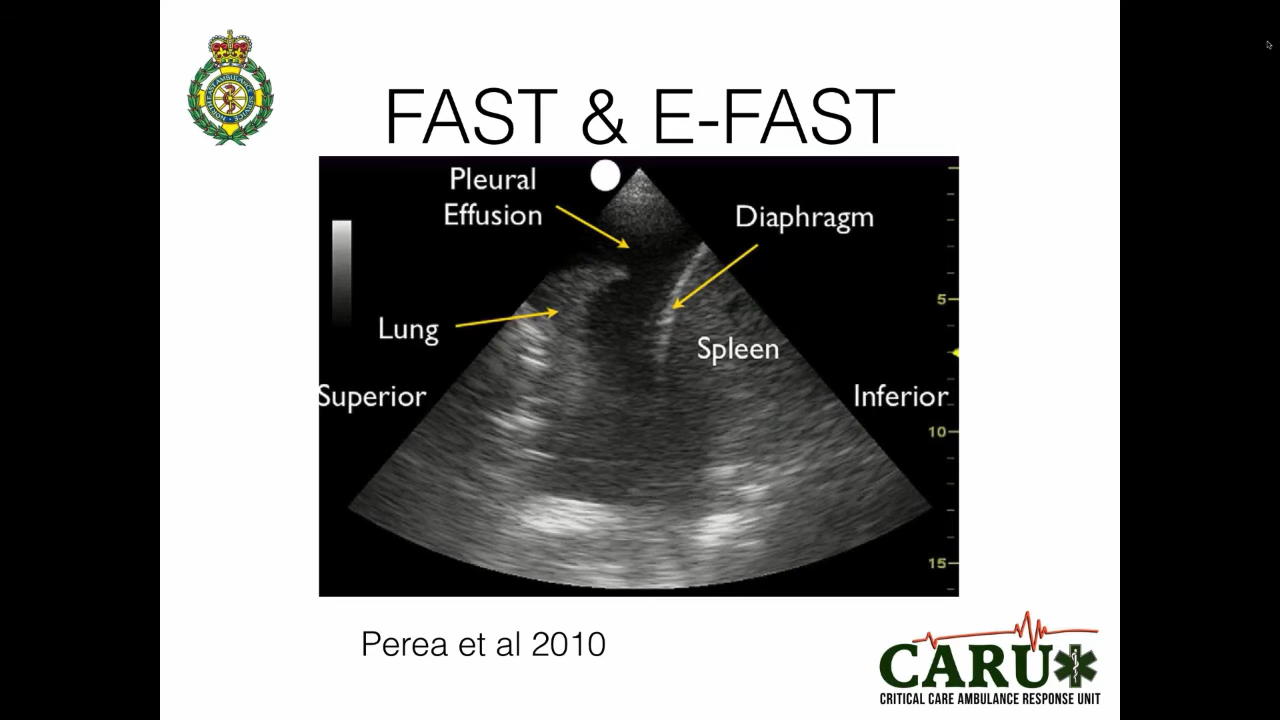 FAST & E-FAST
Pleural
Effusion
Diaphragm
Lung
Spleen
Superior
Inferior
5
10
15
Perea et al 2010
CARU
CRITICAL CARE AMBULANCE RESPONSE UNIT